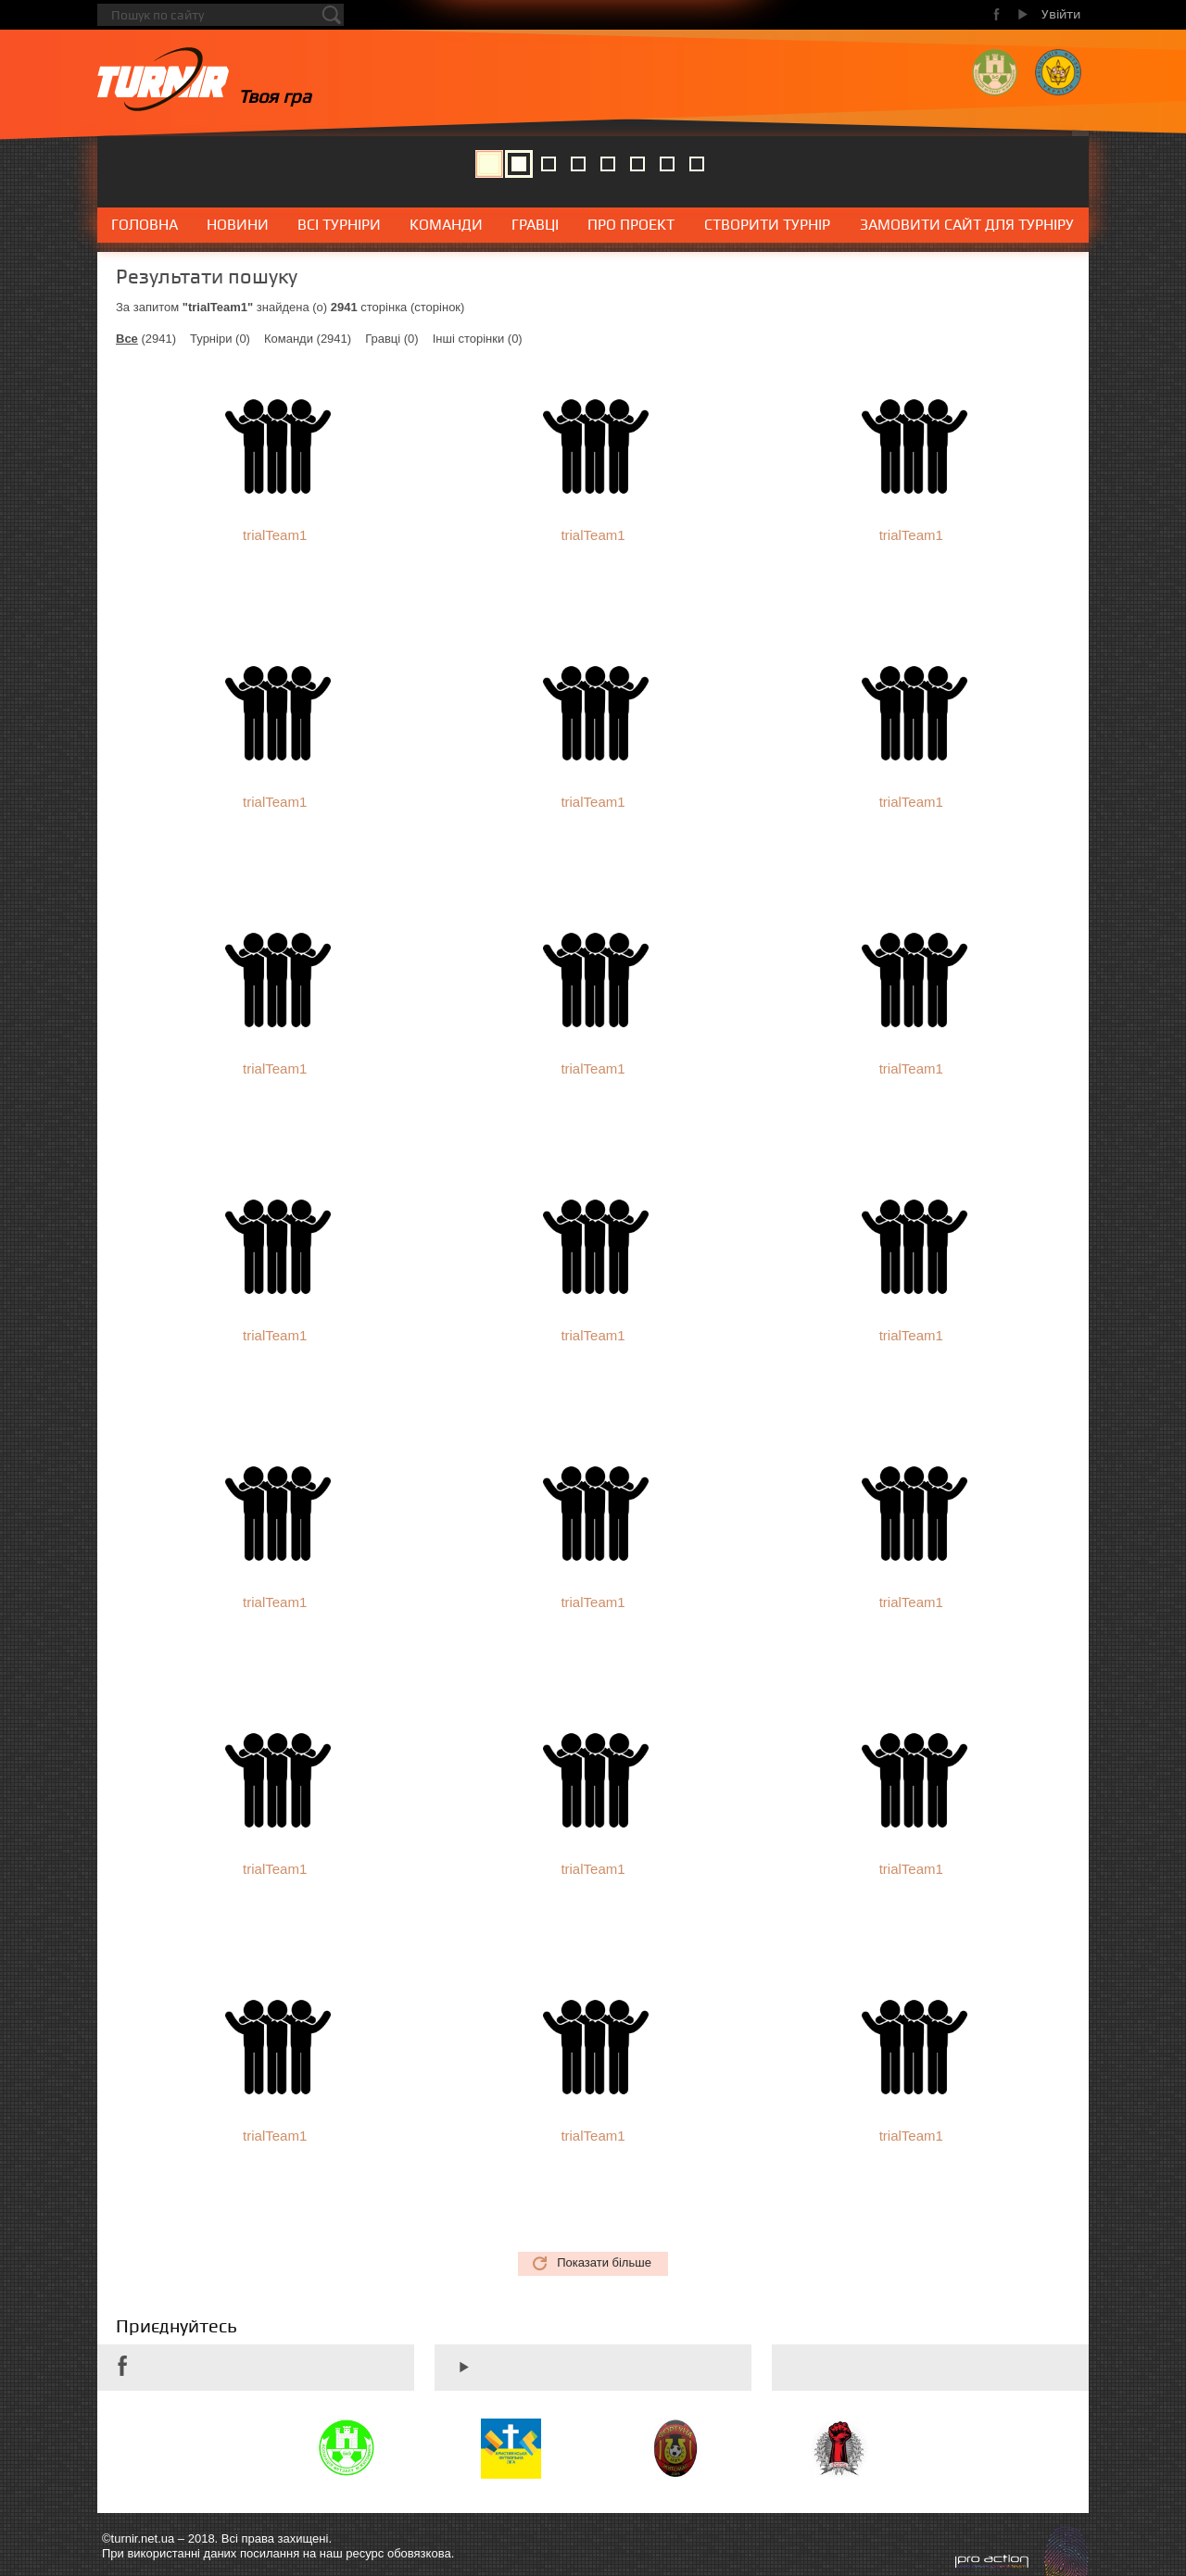 Пошук по сайту
Увійти
TURNIR Твоя гра
ГОЛОВНА НОВИНИ ВСІ ТУРНІРИ КОМАНДИ ГРАВЦІ ПРО ПРОЕКТ СТВОРИТИ ТУРНІР ЗАМОВИТИ САЙТ ДЛЯ ТУРНІРУ
Результати пошуку
За запитом "trialTeam1" знайдена (о) 2941 сторінка (сторінок)
Все (2941) Турніри (0) Команди (2941) Гравці (0) Інші сторінки (0)
trialTeam1 trialTeam1 trialTeam1
trialTeam1 trialTeam1 trialTeam1
trialTeam1 trialTeam1 trialTeam1
trialTeam1 trialTeam1 trialTeam1
trialTeam1 trialTeam1 trialTeam1
trialTeam1 trialTeam1 trialTeam1
trialTeam1 trialTeam1 trialTeam1
Показати більше
Приєднуйтесь
©turnir.net.ua – 2018. Всі права захищені.
При використанні даних посилання на наш ресурс обовязкова.
pro action